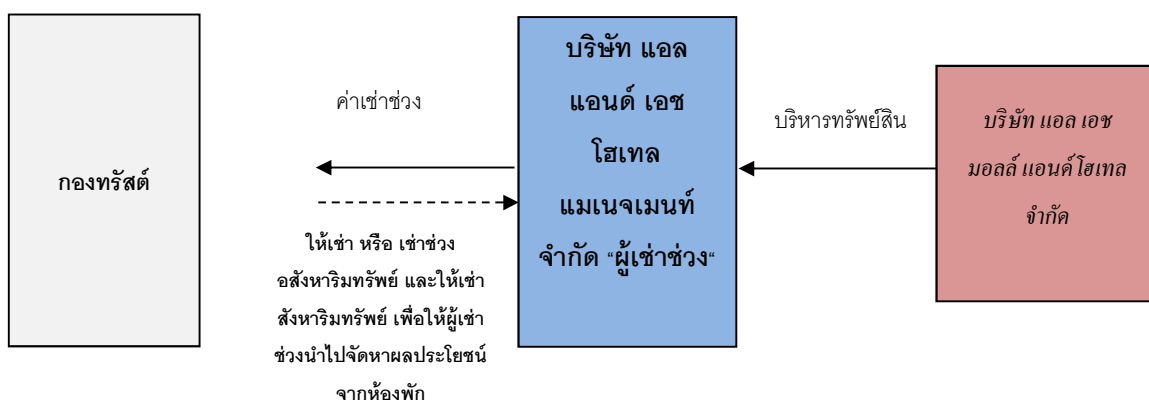 กองทรัสต์
ค่าเช่าช่วง
ให้เช่า หรือ เช่าช่วง
อสังหาริมทรัพย์ และให้เช่า
สังหาริมทรัพย์ เพื่อให้ผู้เช่า
ช่วงนำไปจัดหาผลประโยชน์
จากห้องพัก
บริษัท แอล
แอนด์ เอช
โฮเทล
แมเนจเมนท์
จำกัด “ผู้เช่าช่วง“
บริหารทรัพย์สิน
บริษัท แอล เอช
มอลล์ แอนด์ โฮเทล
จำกัด